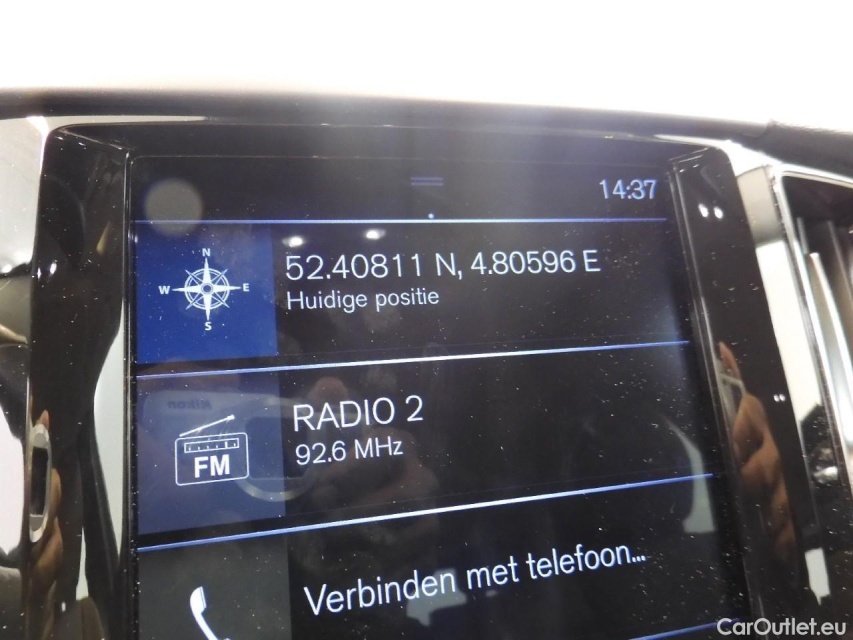 14:37
N
W E
S
52.40811 N, 4.80596 E
Huidige positie
FM
RADIO 2
92.6 MHz
Nikon
Verbinden met telefoon...
CarOutlet.eu